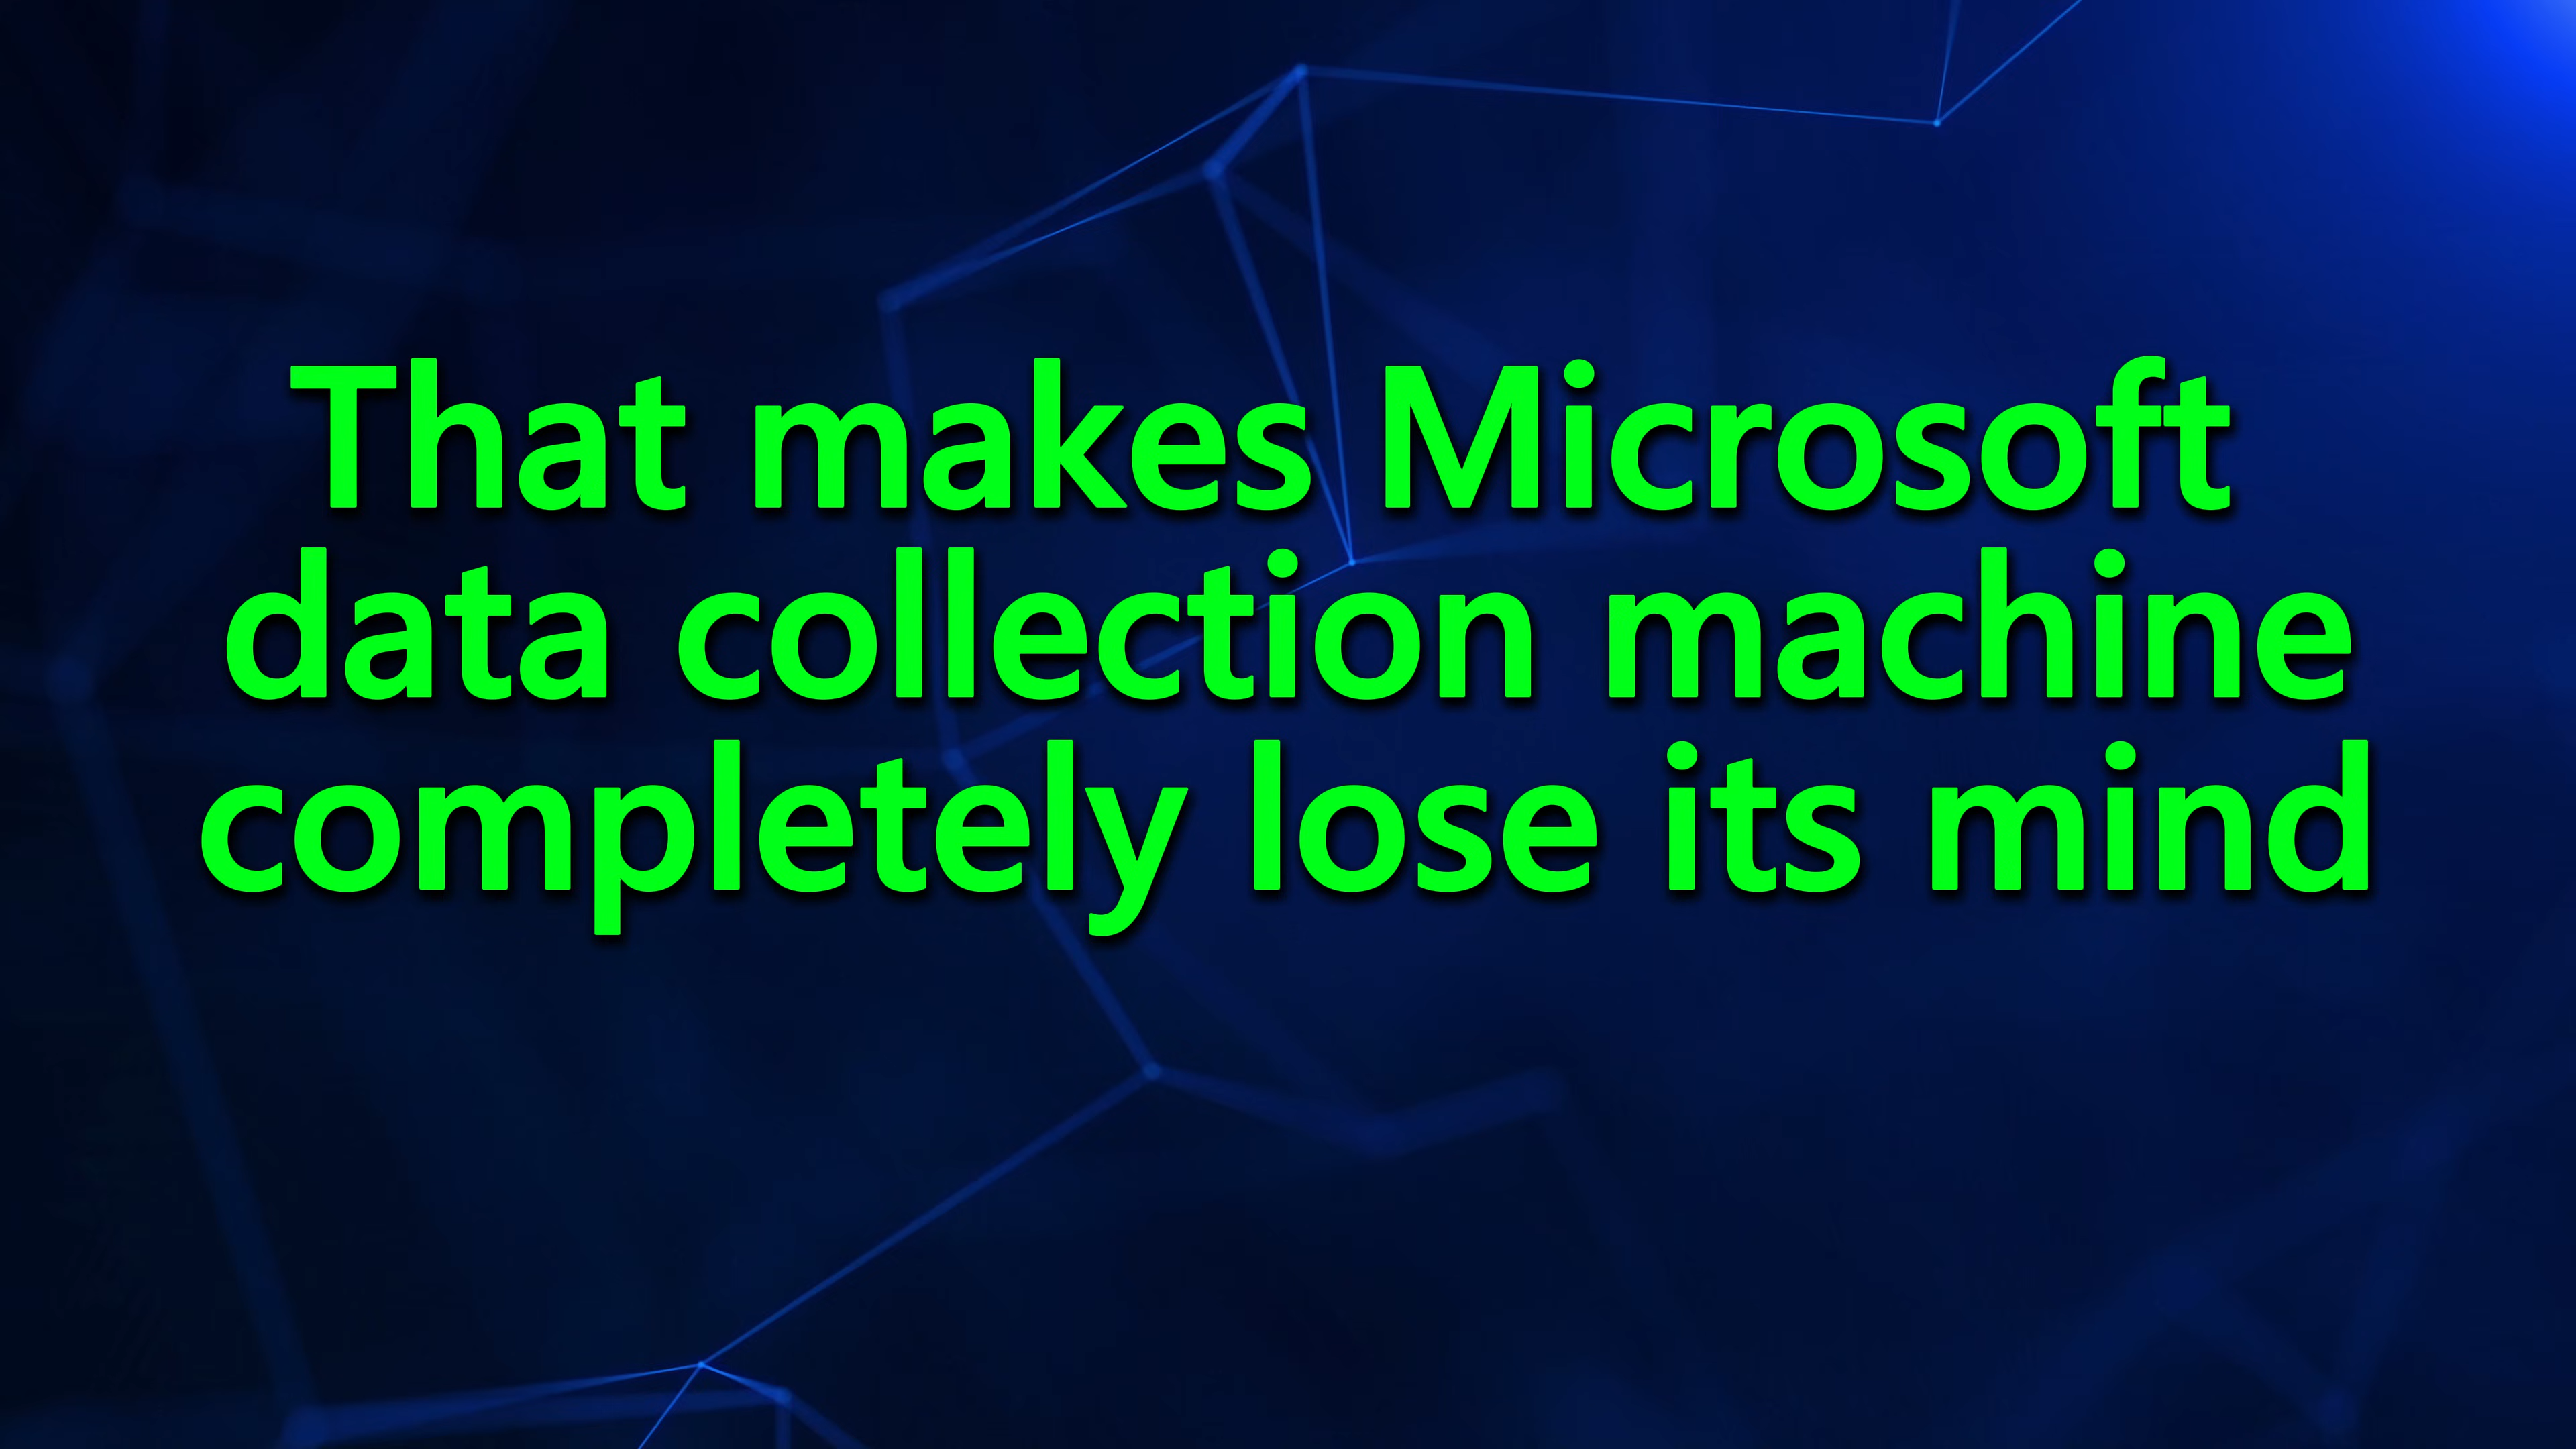 That makes Microsoft
data collection machine
completely lose its mind